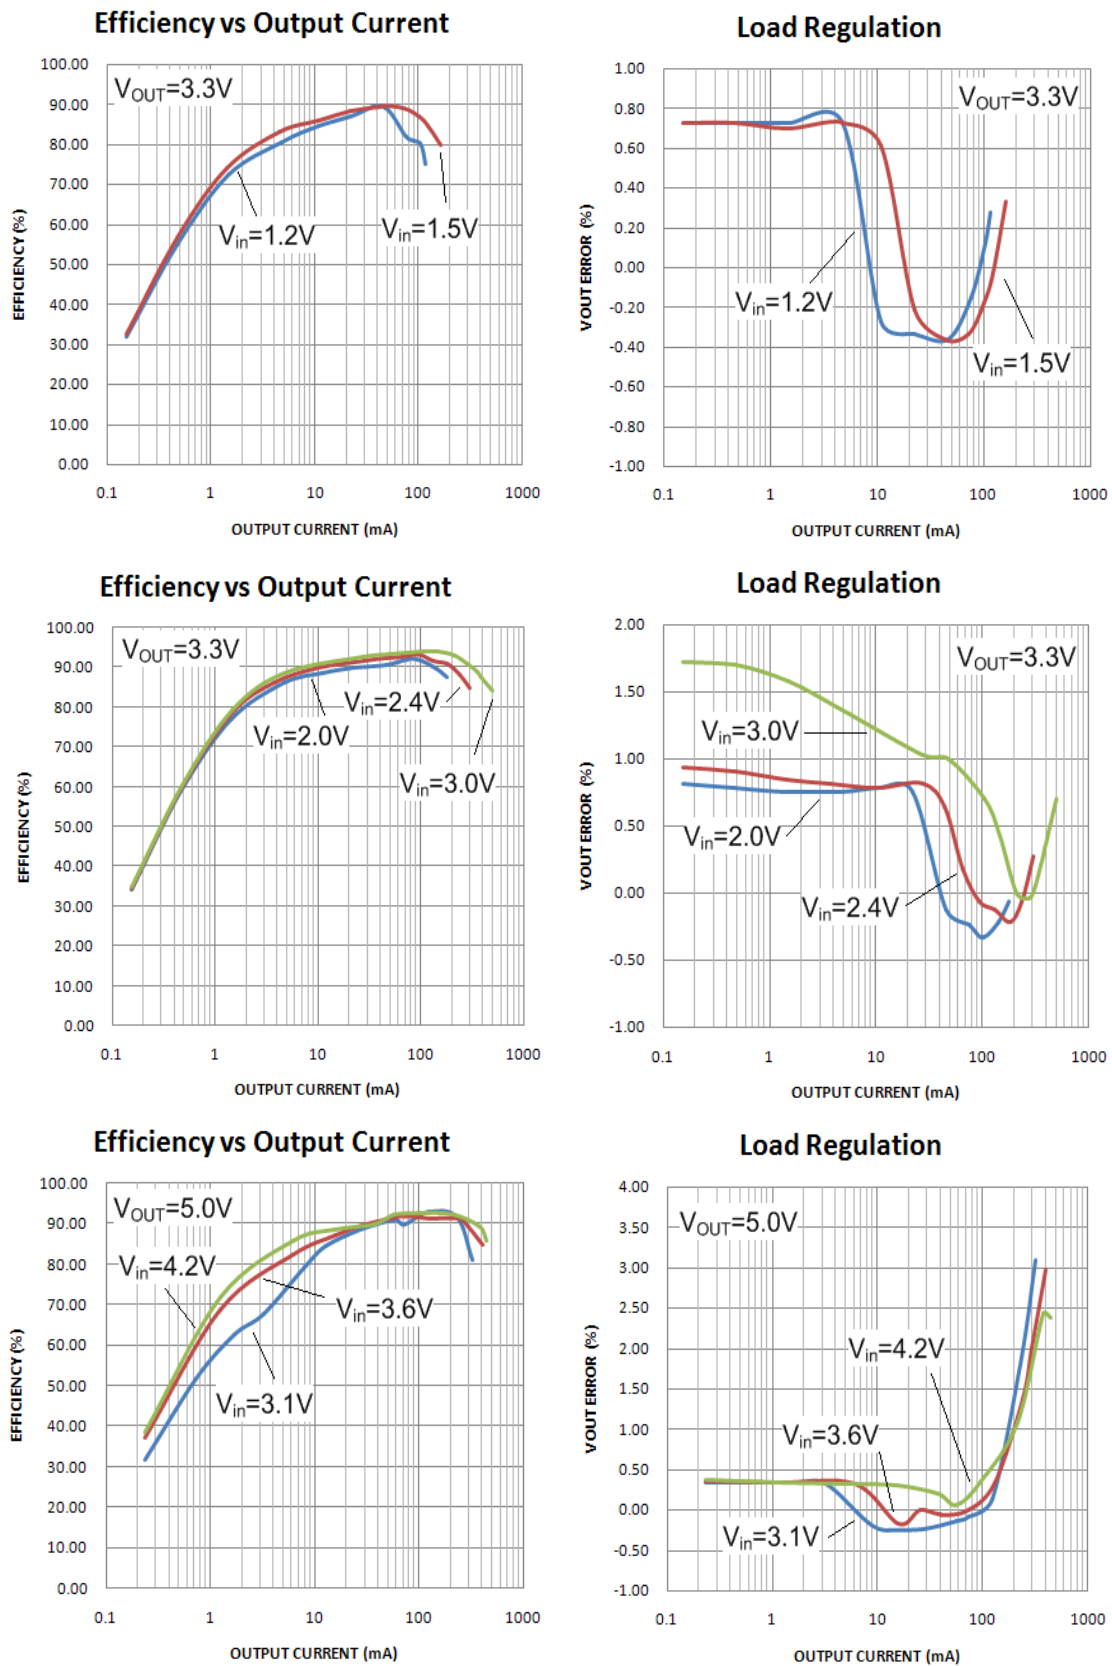 Efficiency vs Output Current
VOUT=3.3V
Vin=1.2V
Vin=1.5V
EFFICIENCY (%)
100.00
90.00
80.00
70.00
60.00
50.00
40.00
30.00
20.00
10.00
0.00
0.1 1 10 100 1000
OUTPUT CURRENT (mA)
Load Regulation
VOUT=3.3V
Vin=1.2V
Vin=1.5V
VOUT ERROR (%)
1.00
0.80
0.60
0.40
0.20
0.00
-0.20
-0.40
-0.60
-0.80
-1.00
0.1 1 10 100 1000
OUTPUT CURRENT (mA)
Efficiency vs Output Current
VOUT=3.3V
Vin=2.4V
Vin=2.0V
Vin=3.0V
EFFICIENCY (%)
100.00
90.00
80.00
70.00
60.00
50.00
40.00
30.00
20.00
10.00
0.00
0.1 1 10 100 1000
OUTPUT CURRENT (mA)
Load Regulation
VOUT=3.3V
Vin=3.0V
Vin=2.0V
Vin=2.4V
VOUT ERROR (%)
2.00
1.50
1.00
0.50
0.00
-0.50
-1.00
0.1 1 10 100 1000
OUTPUT CURRENT (mA)
Efficiency vs Output Current
VOUT=5.0V
Vin=4.2V
Vin=3.6V
Vin=3.1V
EFFICIENCY (%)
100.00
90.00
80.00
70.00
60.00
50.00
40.00
30.00
20.00
10.00
0.00
0.1 1 10 100 1000
OUTPUT CURRENT (mA)
Load Regulation
VOUT=5.0V
Vin=4.2V
Vin=3.6V
Vin=3.1V
VOUT ERROR (%)
4.00
3.50
3.00
2.50
2.00
1.50
1.00
0.50
0.00
-0.50
-1.00
0.1 1 10 100 1000
OUTPUT CURRENT (mA)